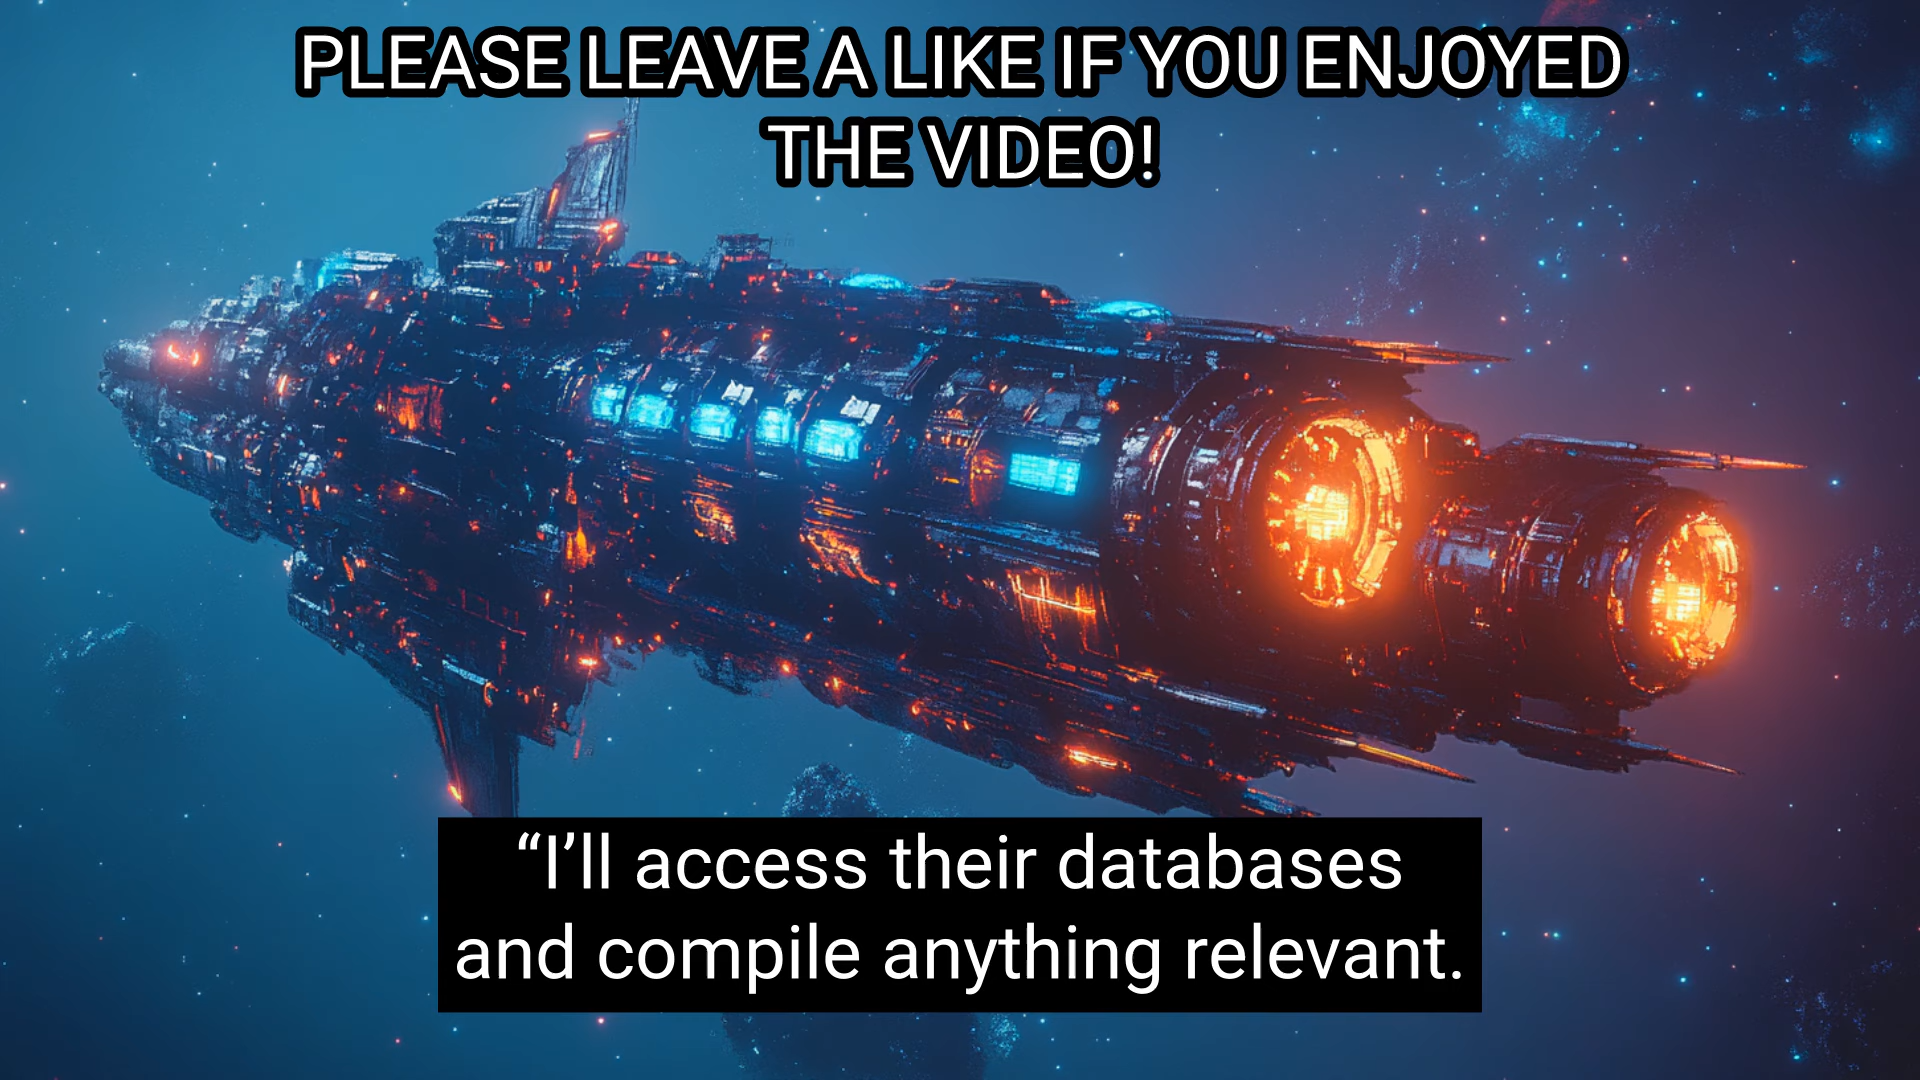 PLEASE LEAVE A LIKE IF YOU ENJOYED
THE VIDEO!
“I’ll access their databases
and compile anything relevant.